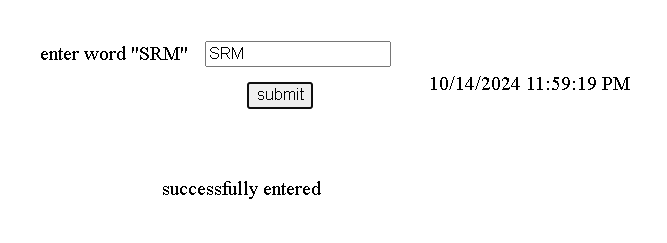 enter word "SRM" SRM
submit
10/14/2024 11:59:19 PM
successfully entered